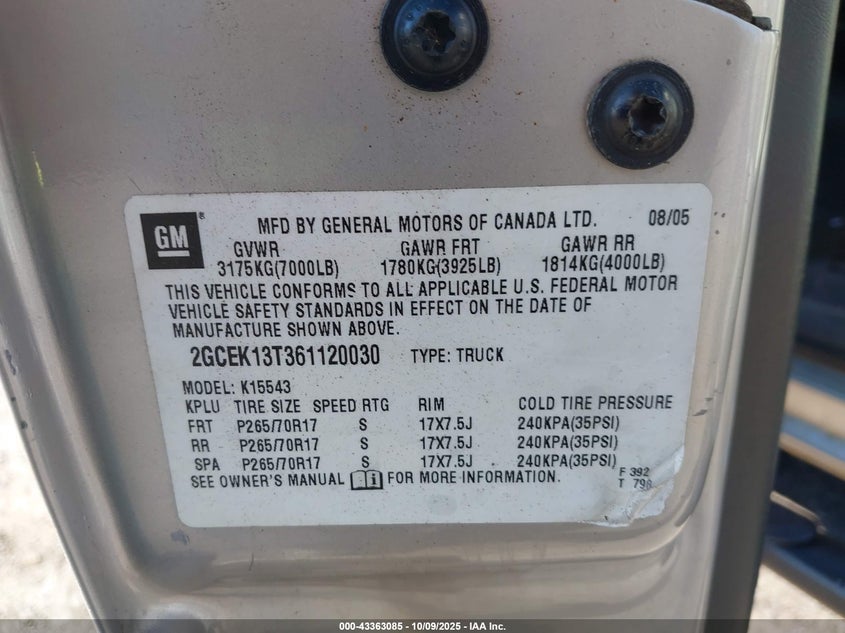 GM® MFD BY GENERAL MOTORS OF CANADA LTD. 08/05
GVWR GAWR FRT GAWR RR
3175KG(7000LB) 1780KG(3925LB) 1814KG(4000LB)
THIS VEHICLE CONFORMS TO ALL APPLICABLE U.S. FEDERAL MOTOR
VEHICLE SAFETY STANDARDS IN EFFECT ON THE DATE OF
MANUFACTURE SHOWN ABOVE.
2GCEK13T361120030 TYPE: TRUCK
MODEL: K15543
KPLU TIRE SIZE SPEED RTG RIM COLD TIRE PRESSURE
FRT P265/70R17 S 17X7.5J 240KPA(35PSI)
RR P265/70R17 S 17X7.5J 240KPA(35PSI)
SPA P265/70R17 S 17X7.5J 240KPA(35PSI)
SEE OWNER'S MANUAL FOR MORE INFORMATION.
F 392
T
000-43363085 - 10/09/2025 - IAA Inc.